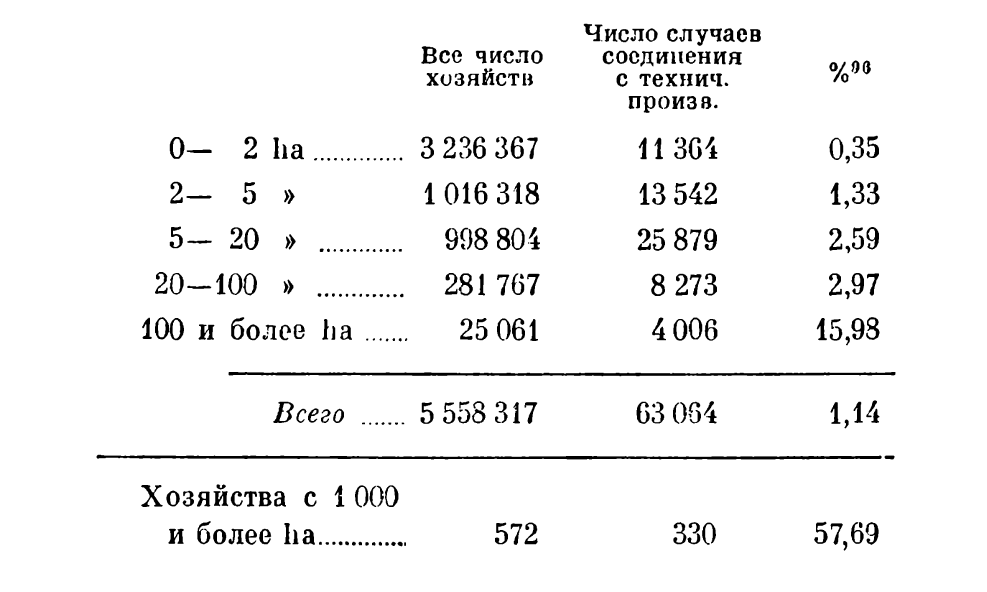 Все число хозяйств
Число случаев соединения с технич. произв.
%%
0— 2 ha ............ 3 236 367 11 364 0,35
2— 5 » 1 016 318 13 542 1,33
5— 20 » ............ 998 804 25 879 2,59
20—100 » ............ 281 767 8 273 2,97
100 и более ha ...... 25 061 4 006 15,98
Всего ...... 5 558 317 63 064 1,14
Хозяйства с 1 000
и более ha............ 572 330 57,69